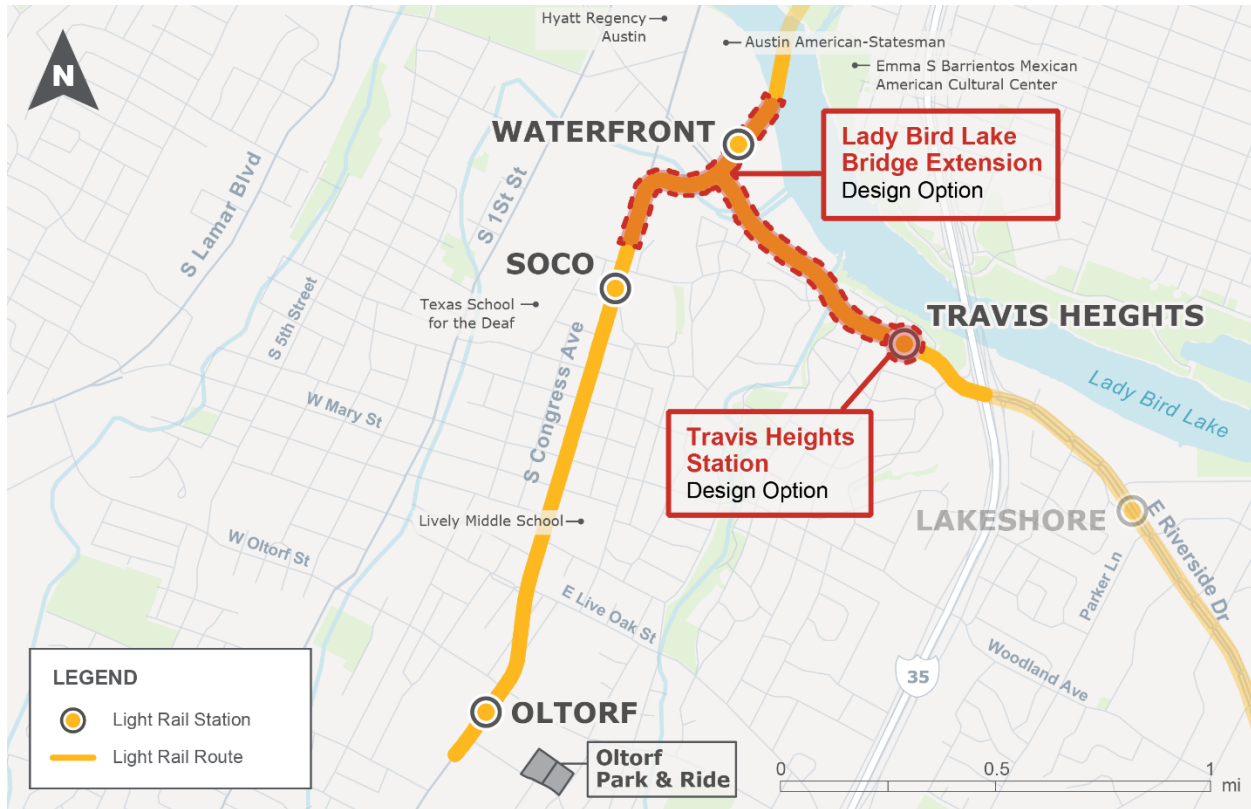 Hyatt Regency
Austin
Austin American-Statesman
Emma S Barrientos Mexican
American Cultural Center
N
WATERFRONT
Lady Bird Lake
Bridge Extension
Design Option
S Lamar Blvd
S 1St St
SOCO
Texas School
for the Deaf
S 5th Street
TRAVIS HEIGHTS
Lady Bird Lake
W Mary St
S Congress Ave
Travis Heights
Station
Design Option
Lively Middle School
LAKESHORE
E Riverside Dr
Parker Ln
W Oltorf St
E Live Oak St
Woodland Ave
35
LEGEND
Light Rail Station
Light Rail Route
OLTORF
Oltorf
Park & Ride
0 0.5 1
mi